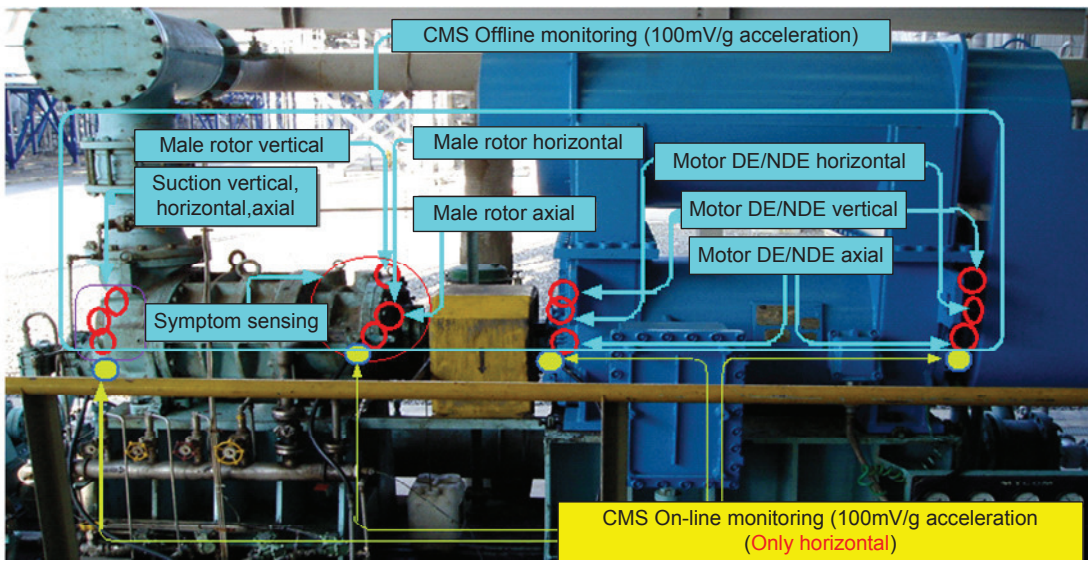 CMS Offline monitoring (100mV/g acceleration)
Male rotor vertical
Male rotor horizontal
Suction vertical,
horizontal,axial
Male rotor axial
Motor DE/NDE horizontal
Motor DE/NDE vertical
Motor DE/NDE axial
Symptom sensing
CMS On-line monitoring (100mV/g acceleration
(Only horizontal)